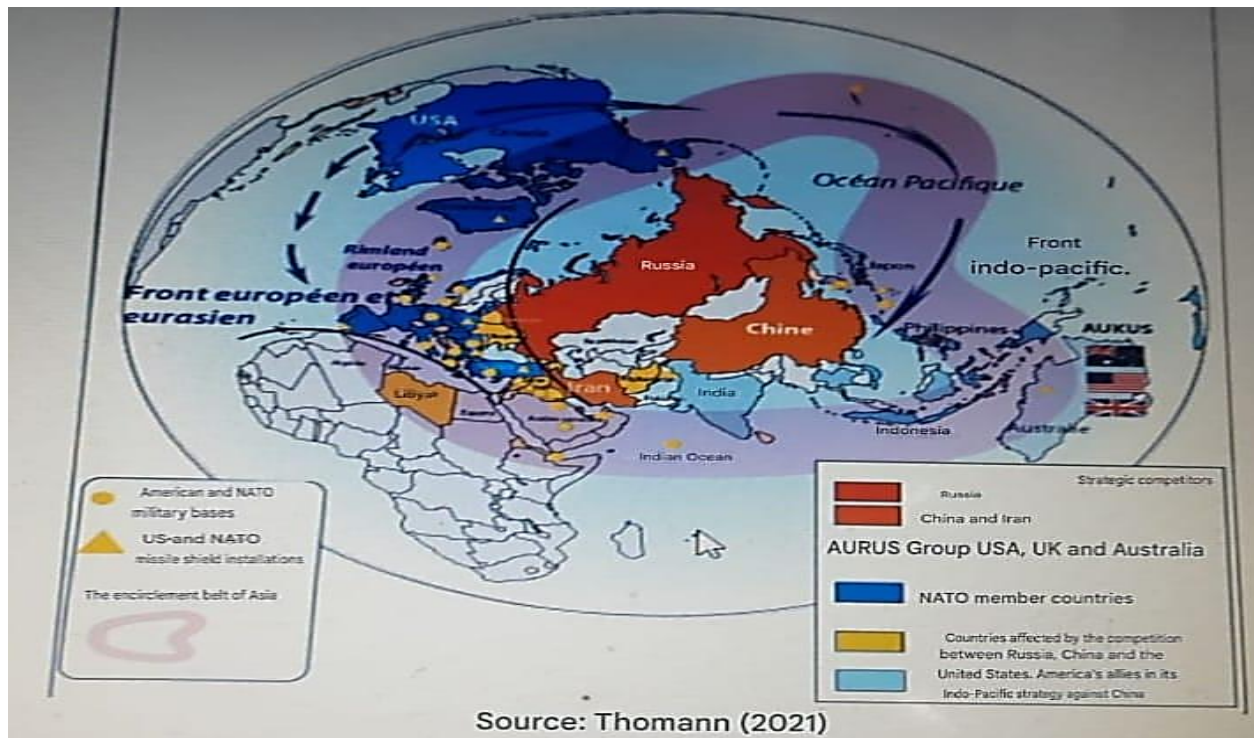 USA
Canada
Océan Pacifique
Rimland
européen
Front
indo-pacific.
Russia
Japon
Front européen et
eurasien
Chine
Philippines
AUKUS
Iran
India
Libya
Indonesia
Australie
Indian Ocean
American and NATO
military bases
US-and NATO
missile shield installations
The encirclement belt of Asia
Strategic competitors
Russia
China and Iran
AURUS Group USA, UK and Australia
NATO member countries
Countries affected by the competition
between Russia, China and the
United States. America's allies in its
Indo-Pacific strategy against China
Source: Thomann (2021)